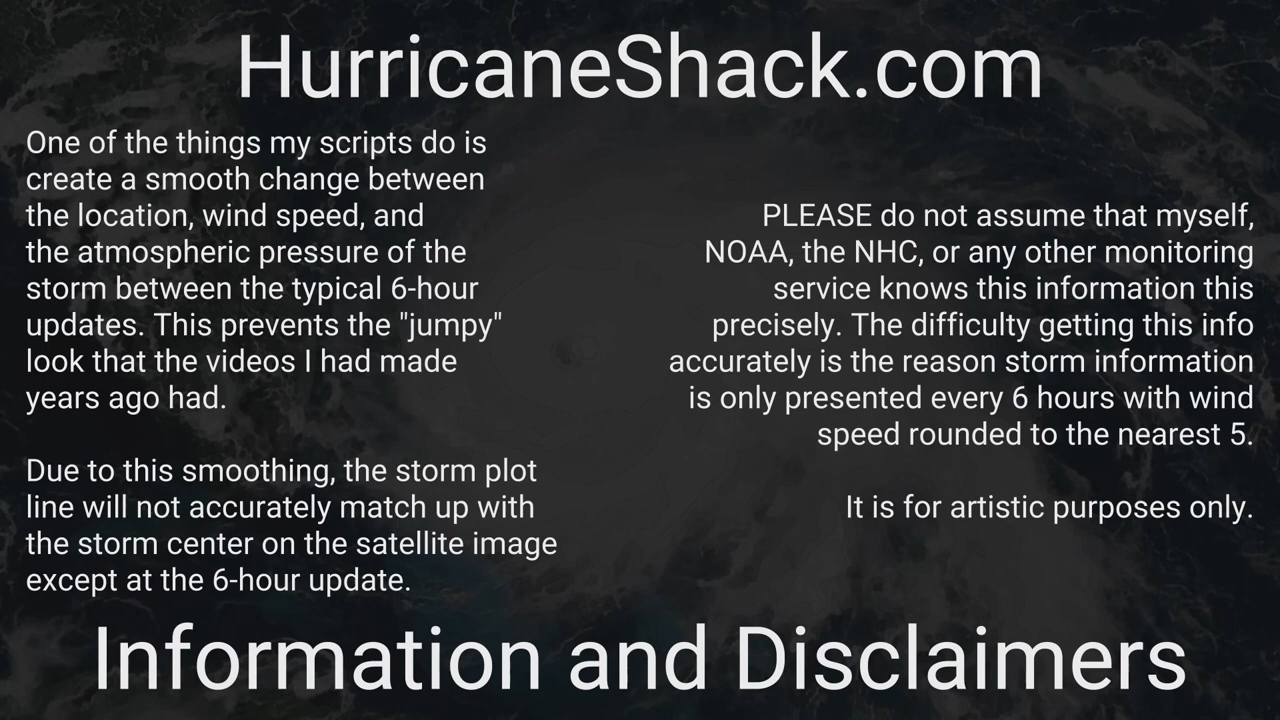 HurricaneShack.com
One of the things my scripts do is
create a smooth change between
the location, wind speed, and
the atmospheric pressure of the
storm between the typical 6-hour
updates. This prevents the "jumpy"
look that the videos I had made
years ago had.
Due to this smoothing, the storm plot
line will not accurately match up with
the storm center on the satellite image
except at the 6-hour update.
PLEASE do not assume that myself,
NOAA, the NHC, or any other monitoring
service knows this information this
precisely. The difficulty getting this info
accurately is the reason storm information
is only presented every 6 hours with wind
speed rounded to the nearest 5.
It is for artistic purposes only.
Information and Disclaimers